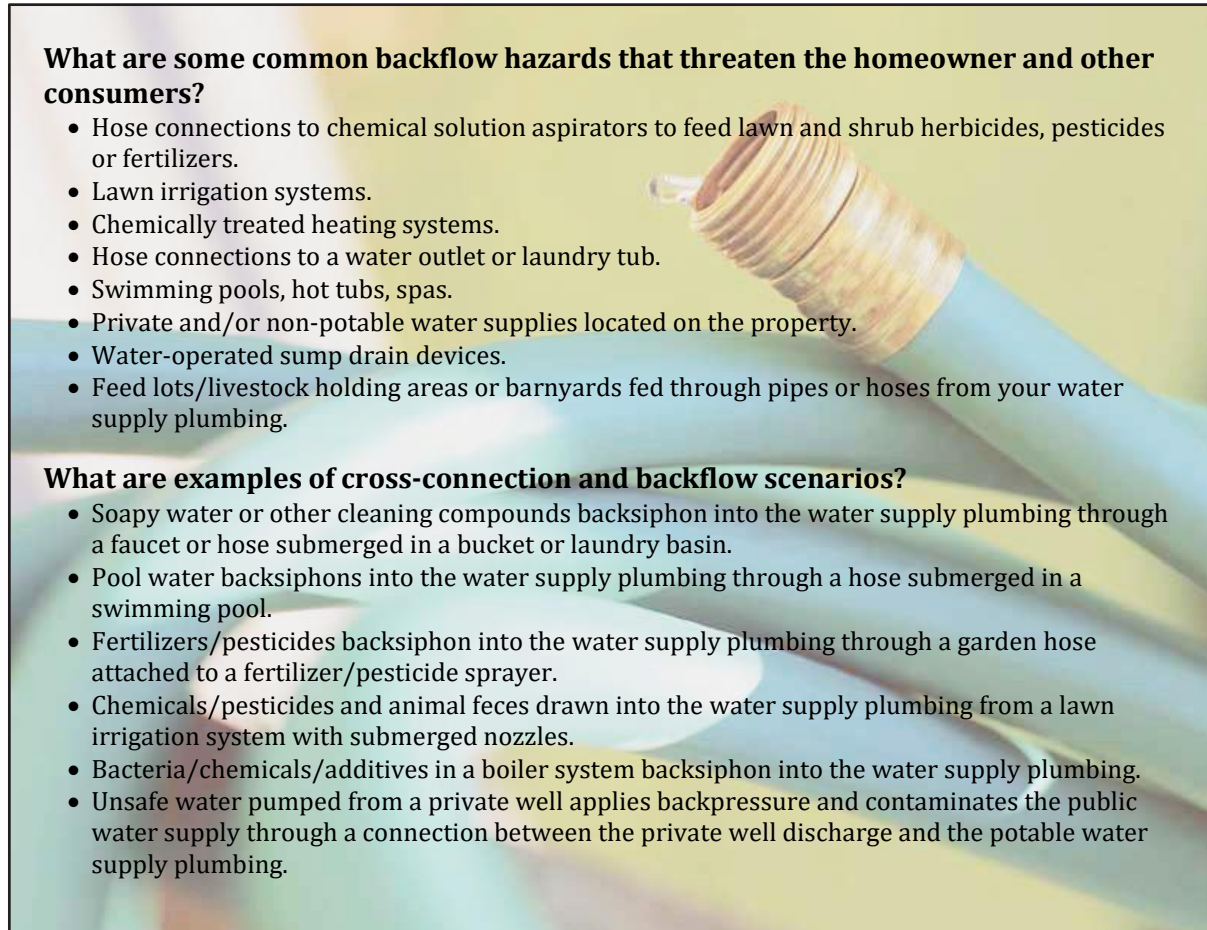 What are some common backflow hazards that threaten the homeowner and other
consumers?
• Hose connections to chemical solution aspirators to feed lawn and shrub herbicides, pesticides
or fertilizers.
• Lawn irrigation systems.
• Chemically treated heating systems.
• Hose connections to a water outlet or laundry tub.
• Swimming pools, hot tubs, spas.
• Private and/or non-potable water supplies located on the property.
• Water-operated sump drain devices.
• Feed lots/livestock holding areas or barnyards fed through pipes or hoses from your water
supply plumbing.
What are examples of cross-connection and backflow scenarios?
• Soapy water or other cleaning compounds backsiphon into the water supply plumbing through
a faucet or hose submerged in a bucket or laundry basin.
• Pool water backsiphons into the water supply plumbing through a hose submerged in a
swimming pool.
• Fertilizers/pesticides backsiphon into the water supply plumbing through a garden hose
attached to a fertilizer/pesticide sprayer.
• Chemicals/pesticides and animal feces drawn into the water supply plumbing from a lawn
irrigation system with submerged nozzles.
• Bacteria/chemicals/additives in a boiler system backsiphon into the water supply plumbing.
• Unsafe water pumped from a private well applies backpressure and contaminates the public
water supply through a connection between the private well discharge and the potable water
supply plumbing.